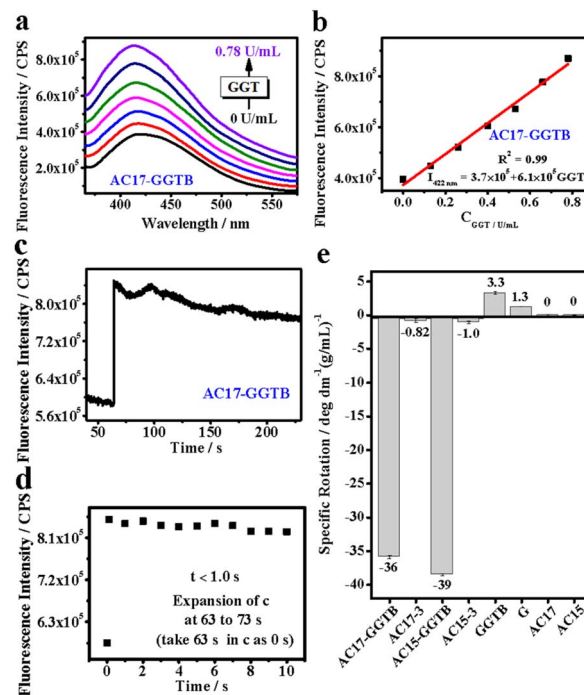 a
Fluorescence Intensity / CPS
8.0x10⁵
6.0x10⁵
4.0x10⁵
2.0x10⁵
0.78 U/mL
GGT
0 U/mL
AC17-GGTB
400 450 500 550
Wavelength / nm
b
Fluorescence Intensity / CPS
8.0x10⁵
6.0x10⁵
4.0x10⁵
AC17-GGTB
R² = 0.99
I₄₂₂ nm = 3.7×10⁵+6.1×10⁵GGT
0.0 0.2 0.4 0.6 0.8
C GGT / U/mL
c
Fluorescence Intensity / CPS
8.0x10⁵
7.2x10⁵
6.4x10⁵
5.6x10⁵
AC17-GGTB
50 100 150 200
Time / s
d
Fluorescence Intensity / CPS
8.1x10⁵
7.2x10⁵
6.3x10⁵
t < 1.0 s
Expansion of c
at 63 to 73 s
(take 63 s in c as 0 s)
0 2 4 6 8 10
Time / s
e
Specific Rotation / deg dm⁻¹(g/mL)⁻¹
5
0
-5
-10
-15
-20
-25
-30
-35
-40
-36
-0.82
-39
-1.0
3.3
1.3
0
0
AC17-GGTB
AC17-3
AC15-GGTB
AC15-3
GGTB
G
AC17
AC15